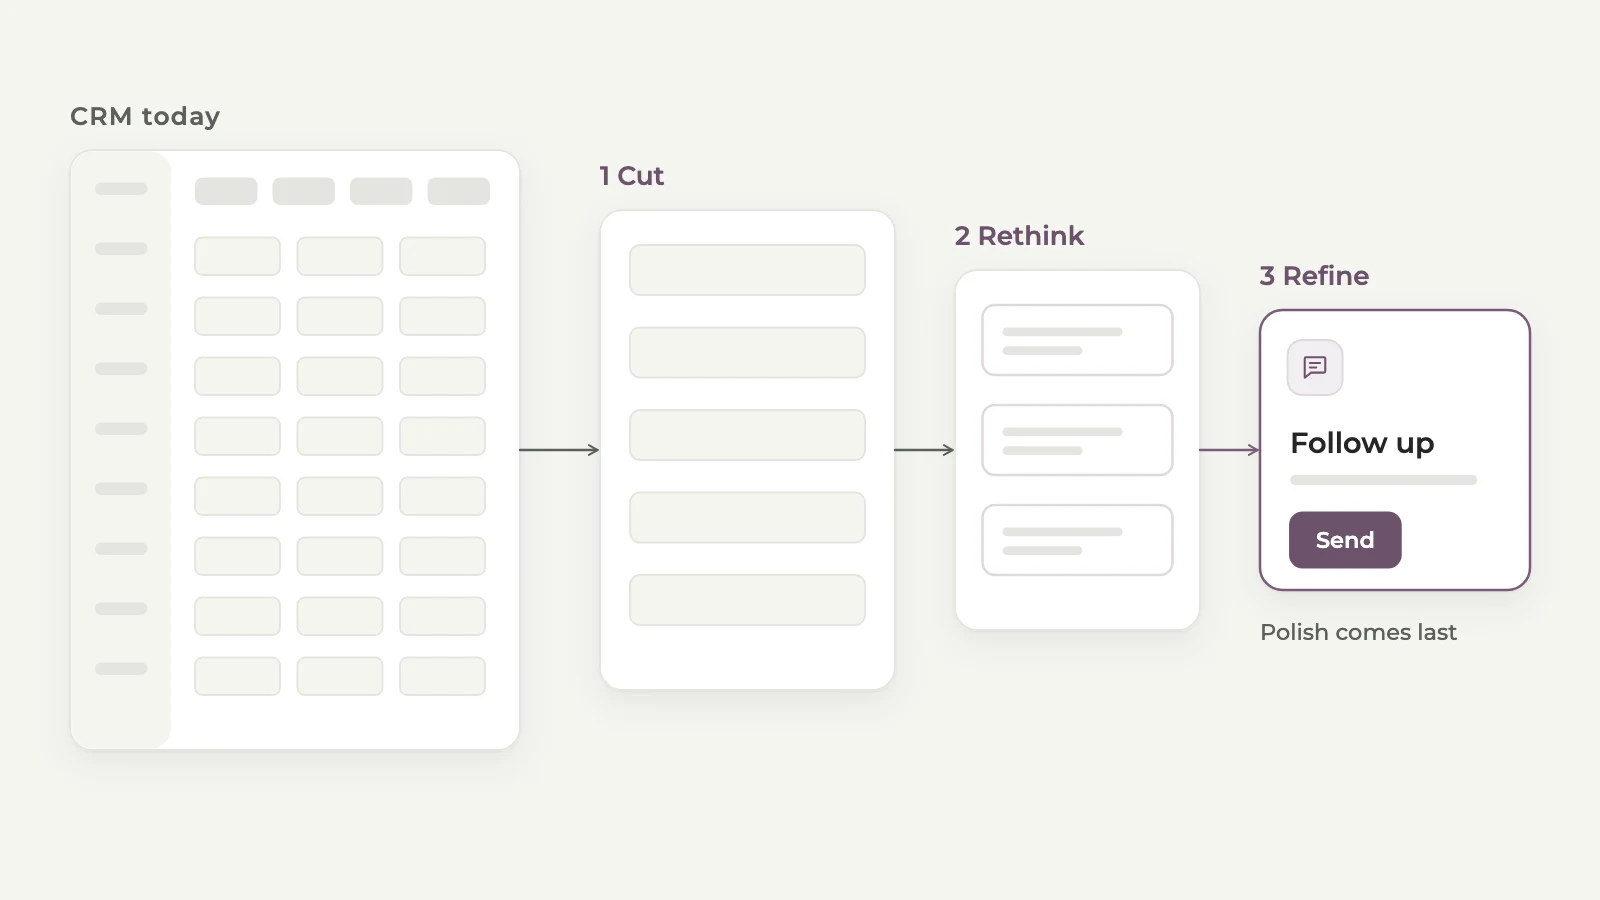 CRM today
1 Cut
2 Rethink
3 Refine
Follow up
Send
Polish comes last